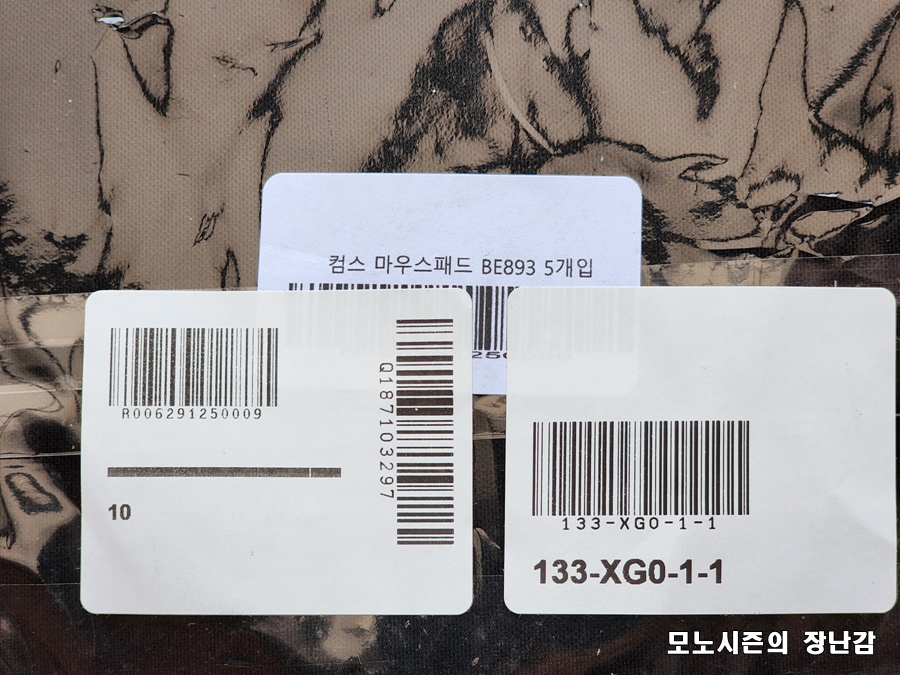 컴스 마우스패드 BE893 5개입
R006291250009
Q1871103297
10
133-XG0-1-1
133-XG0-1-1
모노시즌의 장난감